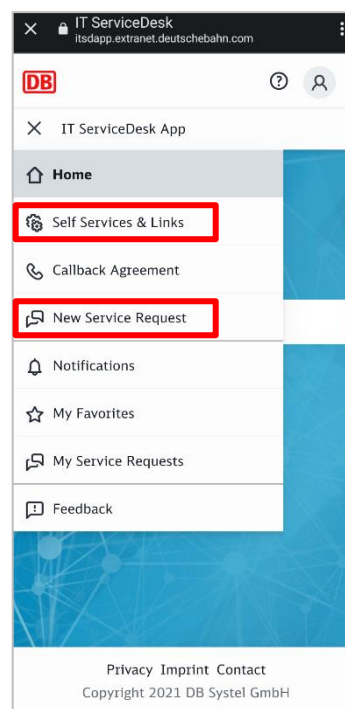 IT ServiceDesk
itsdapp.extranet.deutschebahn.com
DB
IT ServiceDesk App
Home
Self Services & Links
Callback Agreement
New Service Request
Notifications
My Favorites
My Service Requests
Feedback
Privacy Imprint Contact
Copyright 2021 DB Systel GmbH